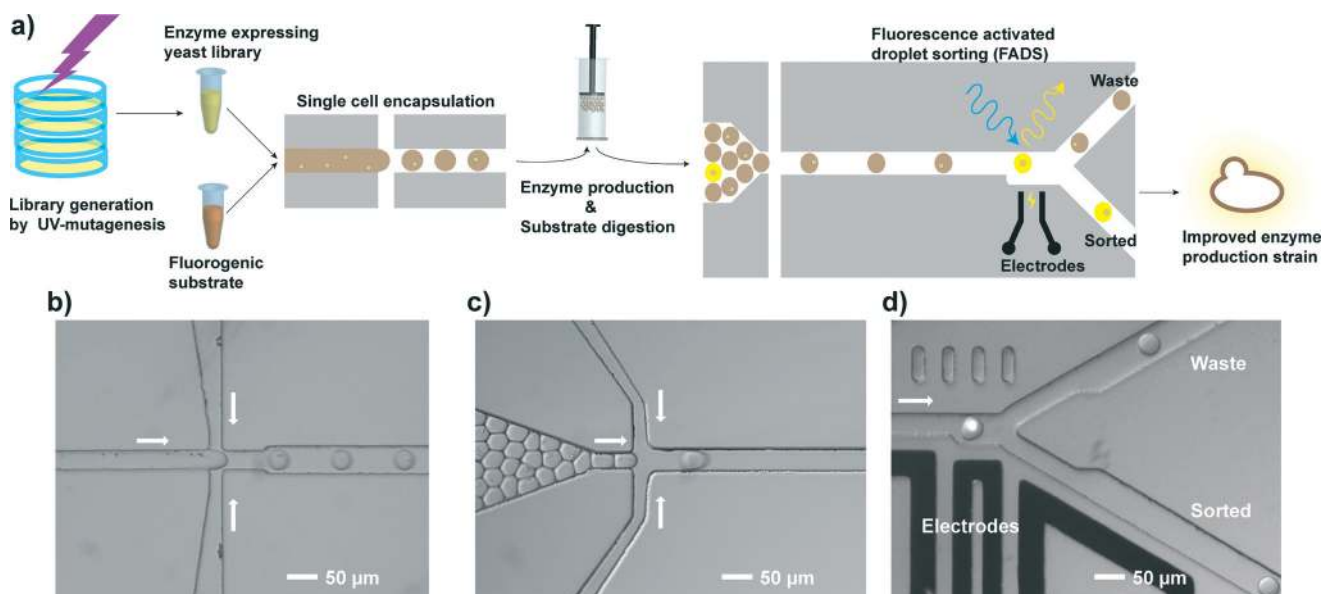 a)
Enzyme expressing
yeast library
Library generation
by UV-mutagenesis
Fluorogenic
substrate
Single cell encapsulation
Enzyme production
&
Substrate digestion
Fluorescence activated
droplet sorting (FADS)
Waste
Sorted
Electrodes
Improved enzyme
production strain
b)
50 µm
c)
50 µm
d)
Waste
Sorted
Electrodes
50 µm